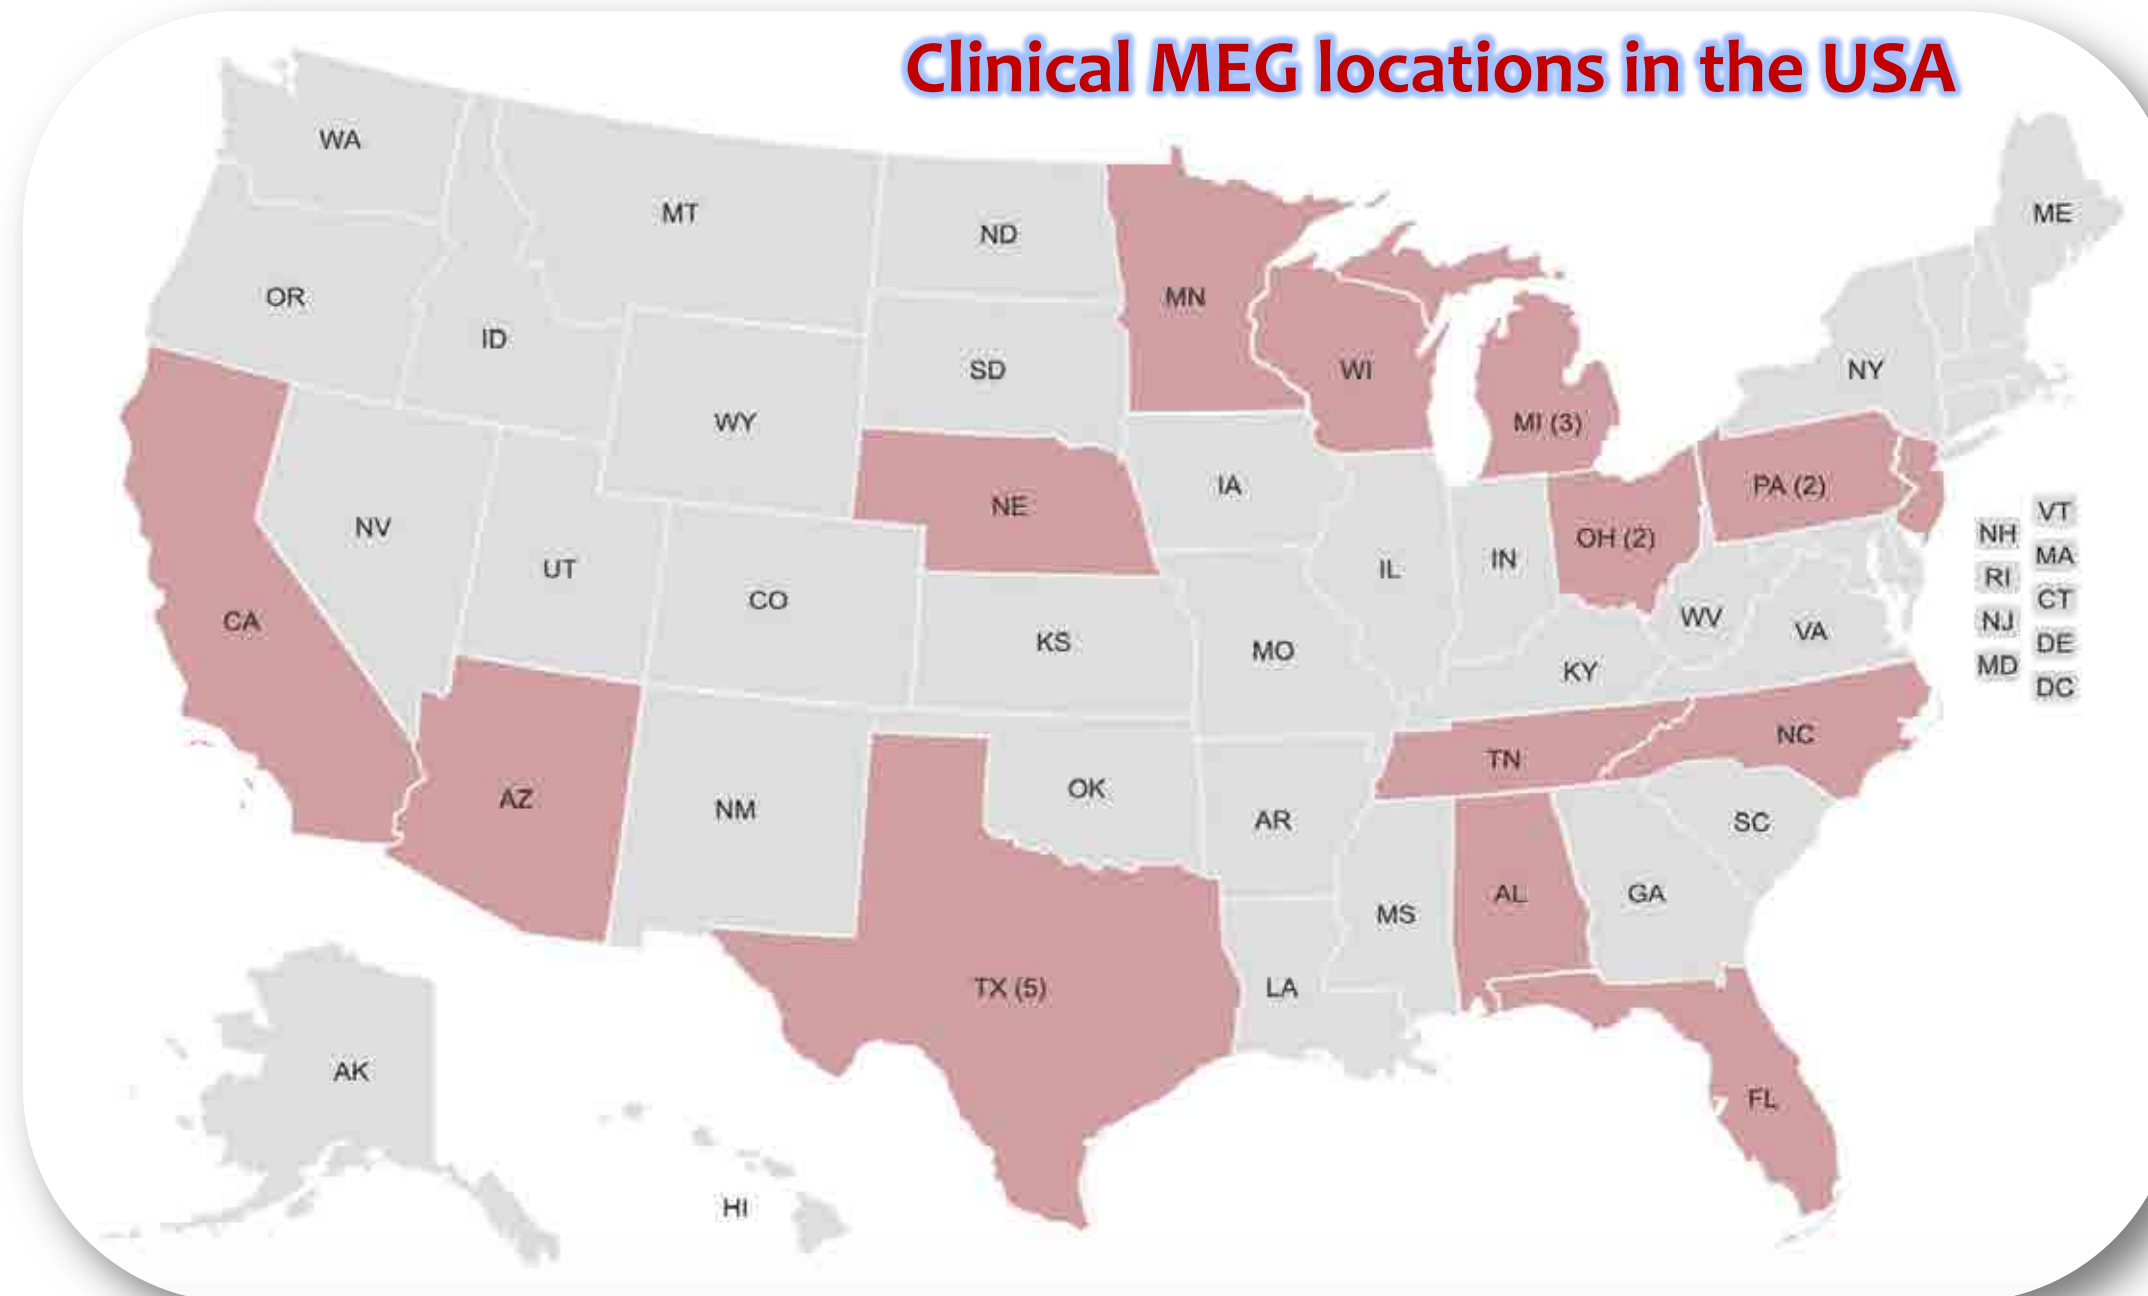 Clinical MEG locations in the USA
WA
MT
ND
MN
ME
OR
ID
SD
WI
NY
WY
MI (3)
NE
IA
PA (2)
NV
UT
CO
IL
IN
OH (2)
NH
VT
MA
RI
CT
NJ
DE
MD
DC
CA
KS
MO
WV
VA
KY
AZ
NM
OK
AR
TN
NC
SC
MS
AL
GA
TX (5)
LA
FL
AK
HI